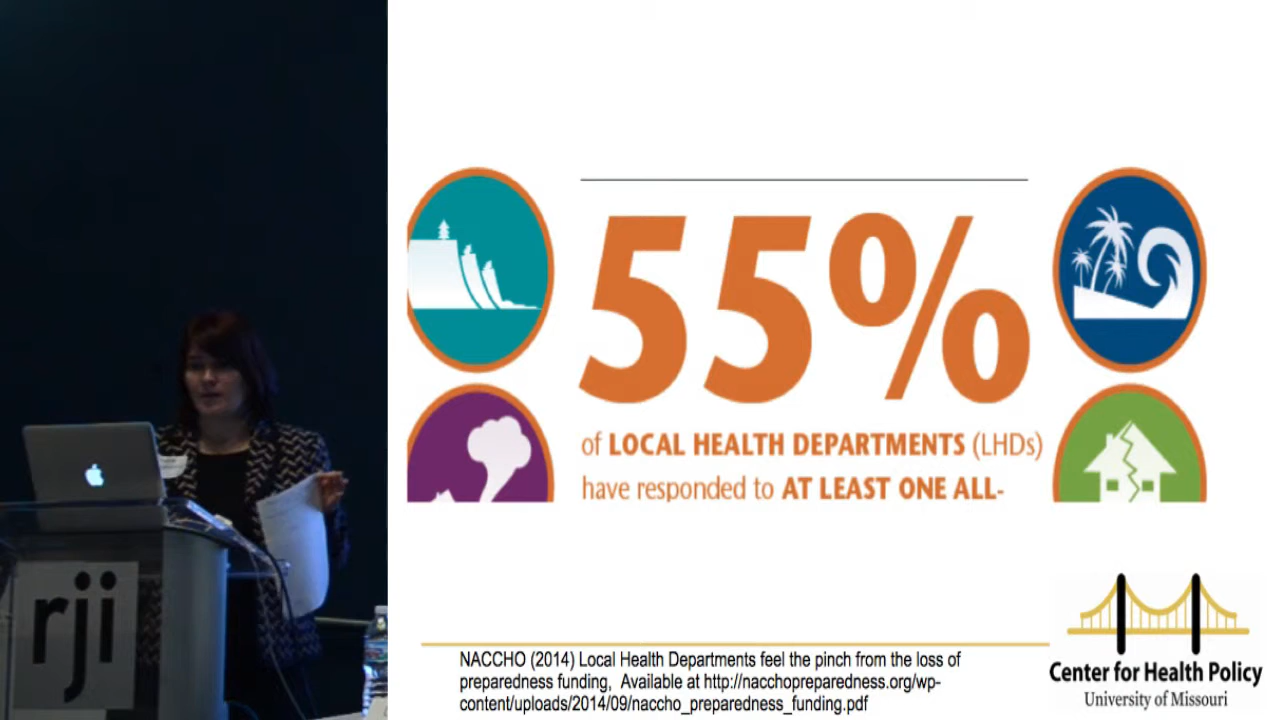 55%
of LOCAL HEALTH DEPARTMENTS (LHDs)
have responded to AT LEAST ONE ALL-
rji
NACCHO (2014) Local Health Departments feel the pinch from the loss of
preparedness funding, Available at http://nacchopreparedness.org/wp-
content/uploads/2014/09/naccho_preparedness_funding.pdf
Center for Health Policy
University of Missouri